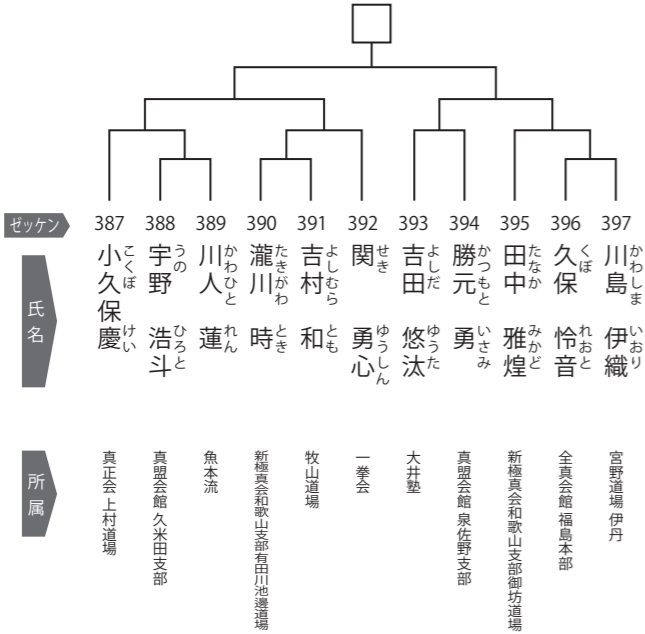 ゼッケン
387 388 389 390 391 392 393 394 395 396 397
氏名
小久保 慶
こくぼ けい
宇野 浩斗
うの ひろと
川人 蓮
かわひと れん
瀧川 時
たきがわ とき
吉村 和
よしむら とも
関 勇心
せき ゆうしん
吉田 悠汰
よしだ ゆうた
勝元 勇
かつもと いさみ
田中 雅煌
たなか みかど
久保 怜音
くぼ れおと
川島 伊織
かわしま いおり
所属
真正会 上村道場
真盟会館 久米田支部
魚本流
新極真会和歌山支部有田川池邊道場
牧山道場
一拳会
大井塾
真盟会館 泉佐野支部
新極真会和歌山支部御坊道場
全真会館 福島本部
宮野道場 伊丹